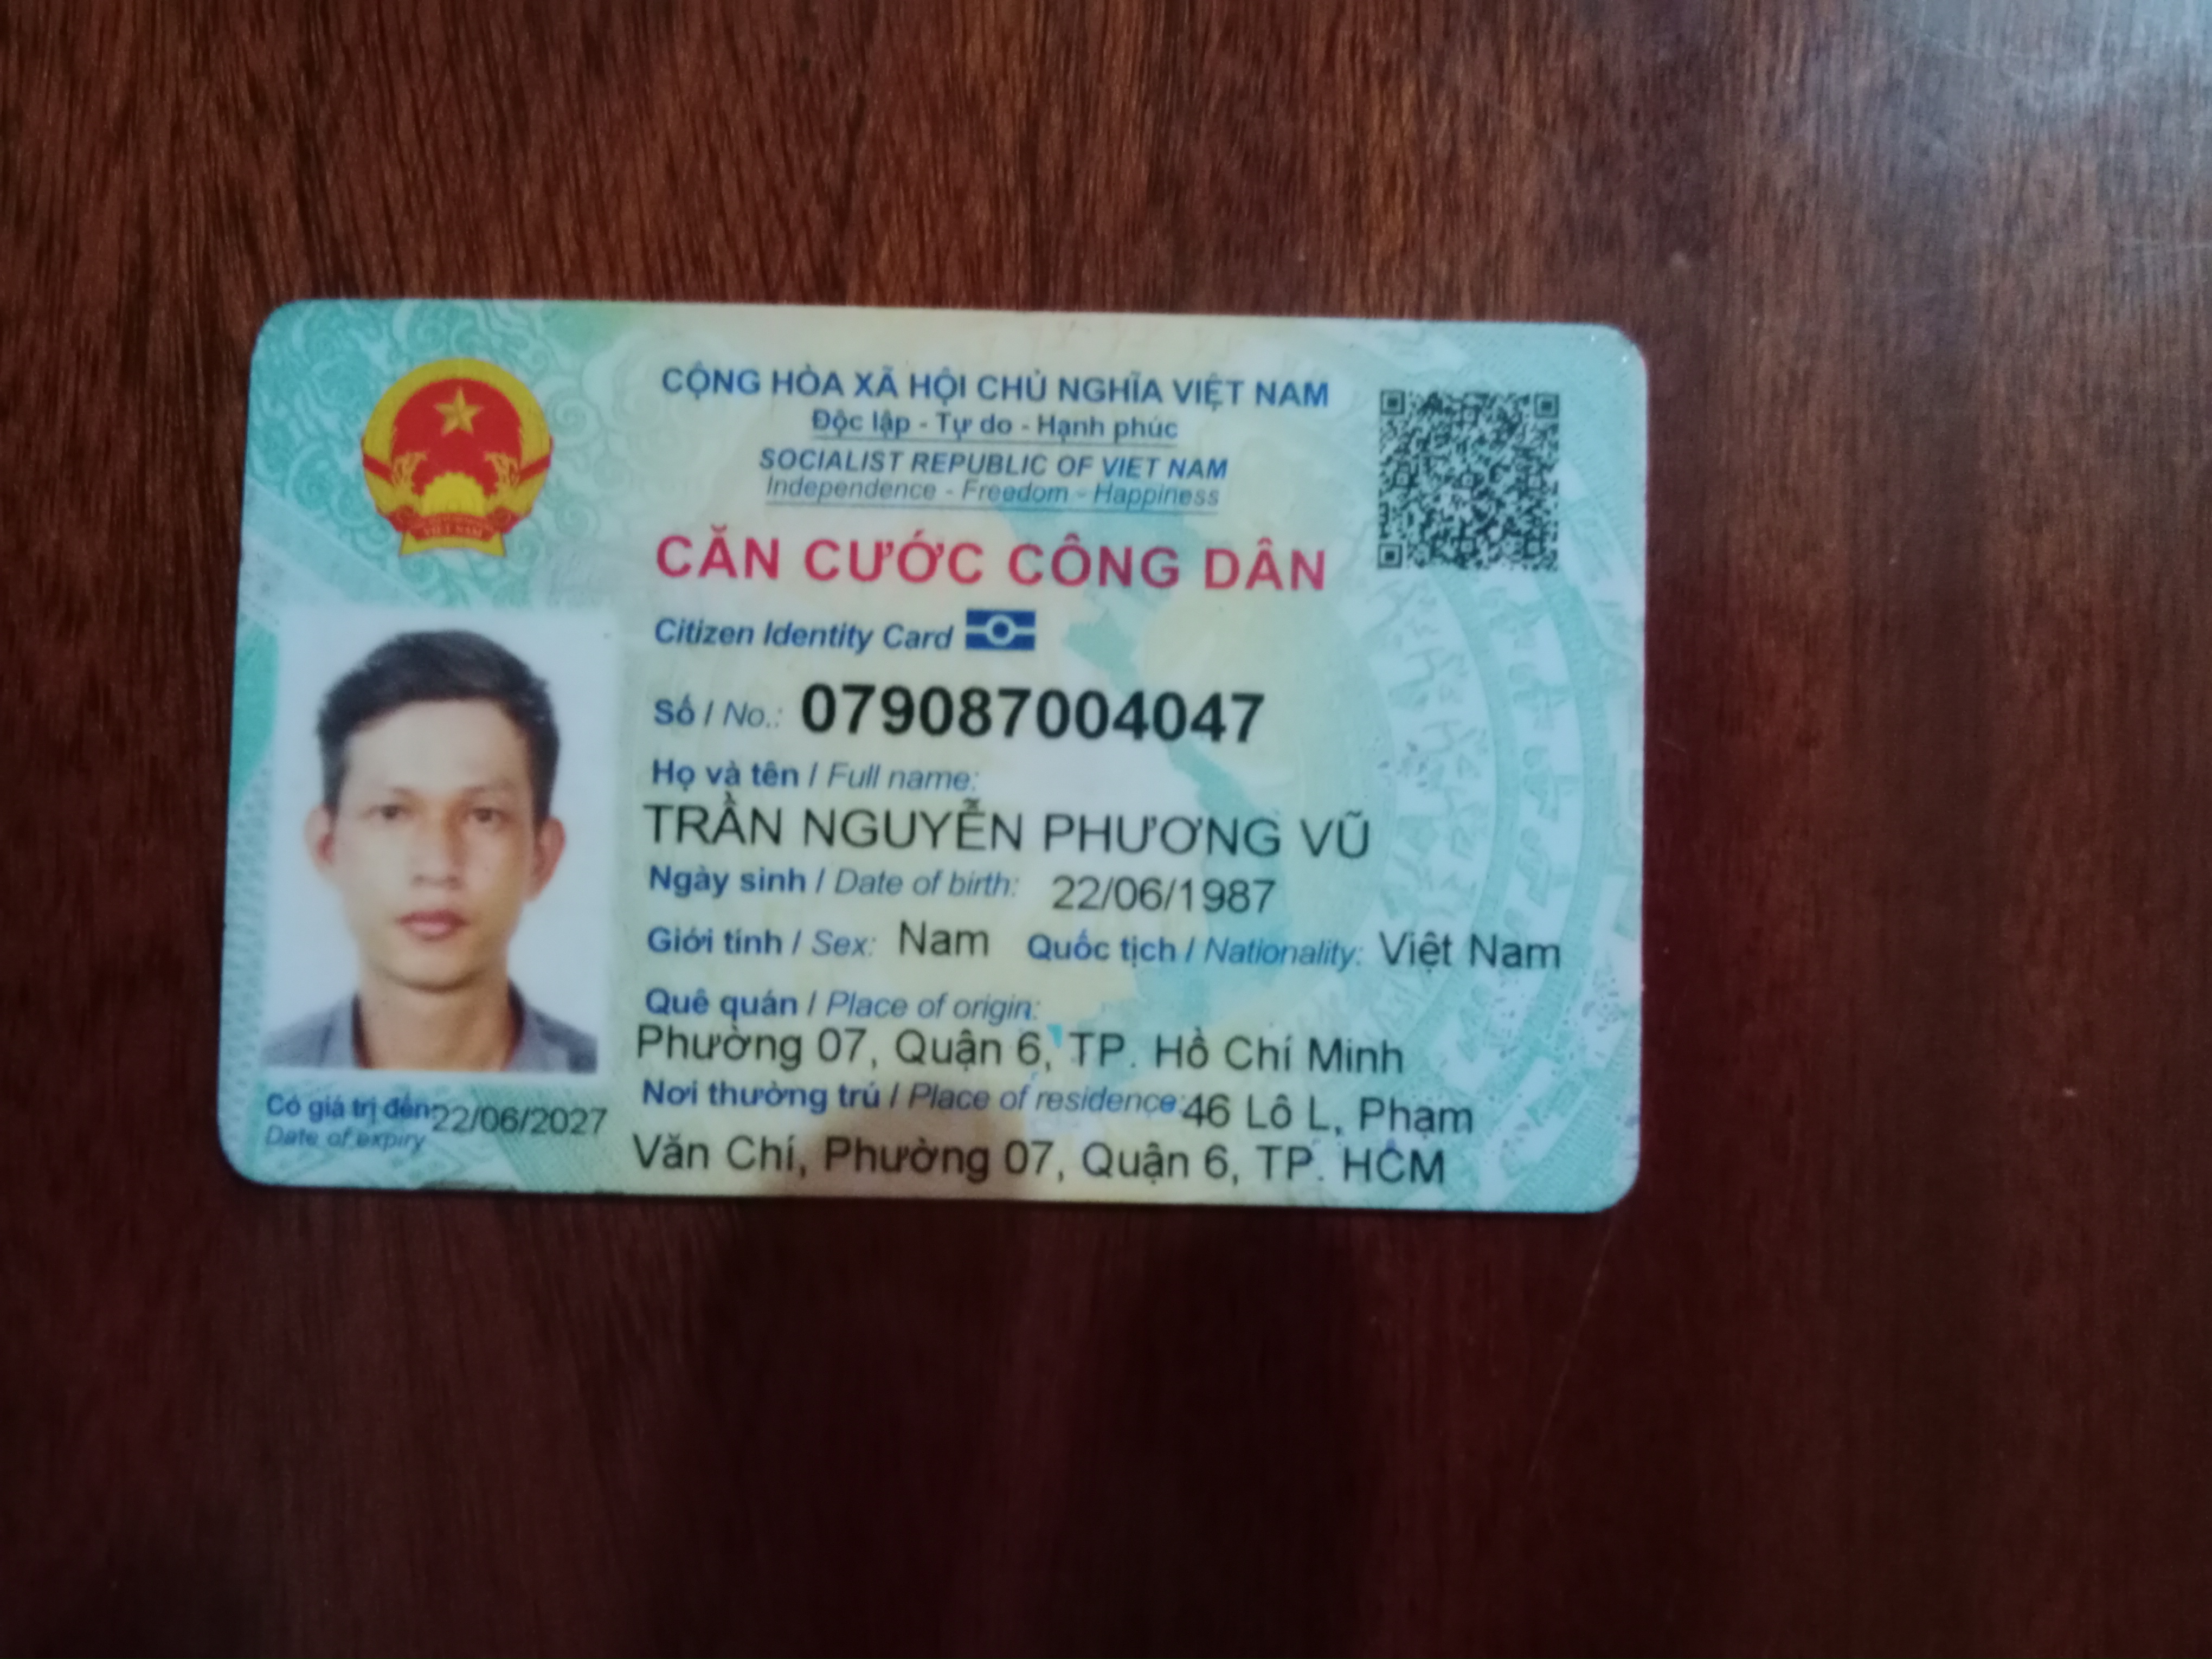 CỘNG HÒA XÃ HỘI CHỦ NGHĨA VIỆT NAM
Độc lập - Tự do - Hạnh phúc
SOCIALIST REPUBLIC OF VIET NAM
Independence - Freedom - Happiness
CĂN CƯỚC CÔNG DÂN
Citizen Identity Card
Số / No.: 079087004047
Họ và tên / Full name:
TRẦN NGUYỄN PHƯƠNG VŨ
Ngày sinh / Date of birth: 22/06/1987
Giới tính / Sex: Nam Quốc tịch / Nationality: Việt Nam
Quê quán / Place of origin:
Phường 07, Quận 6, TP. Hồ Chí Minh
Nơi thường trú / Place of residence: 46 Lô L, Phạm
Văn Chí, Phường 07, Quận 6, TP. HCM
Có giá trị đến: 22/06/2027
Date of expiry
VIỆT NAM